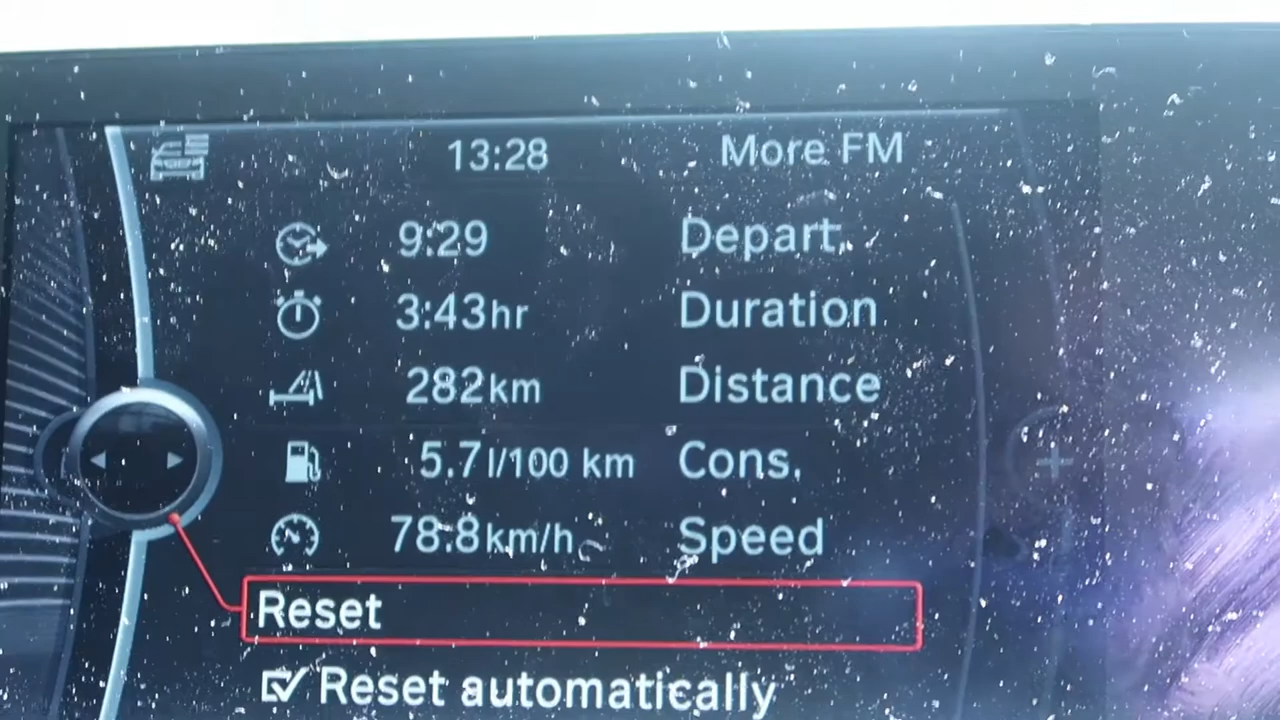 13:28 More FM
9:29 Depart.
3:43hr Duration
282km Distance
5.7l/100 km Cons.
78.8km/h Speed
Reset
Reset automatically